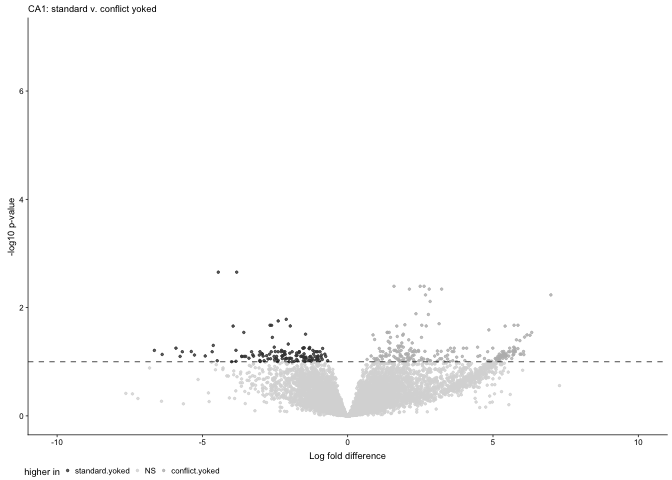 CA1: standard v. conflict yoked
6
4
2
0
-log10 p-value
-10
-5
0
5
10
Log fold difference
higher in standard.yoked NS conflict.yoked